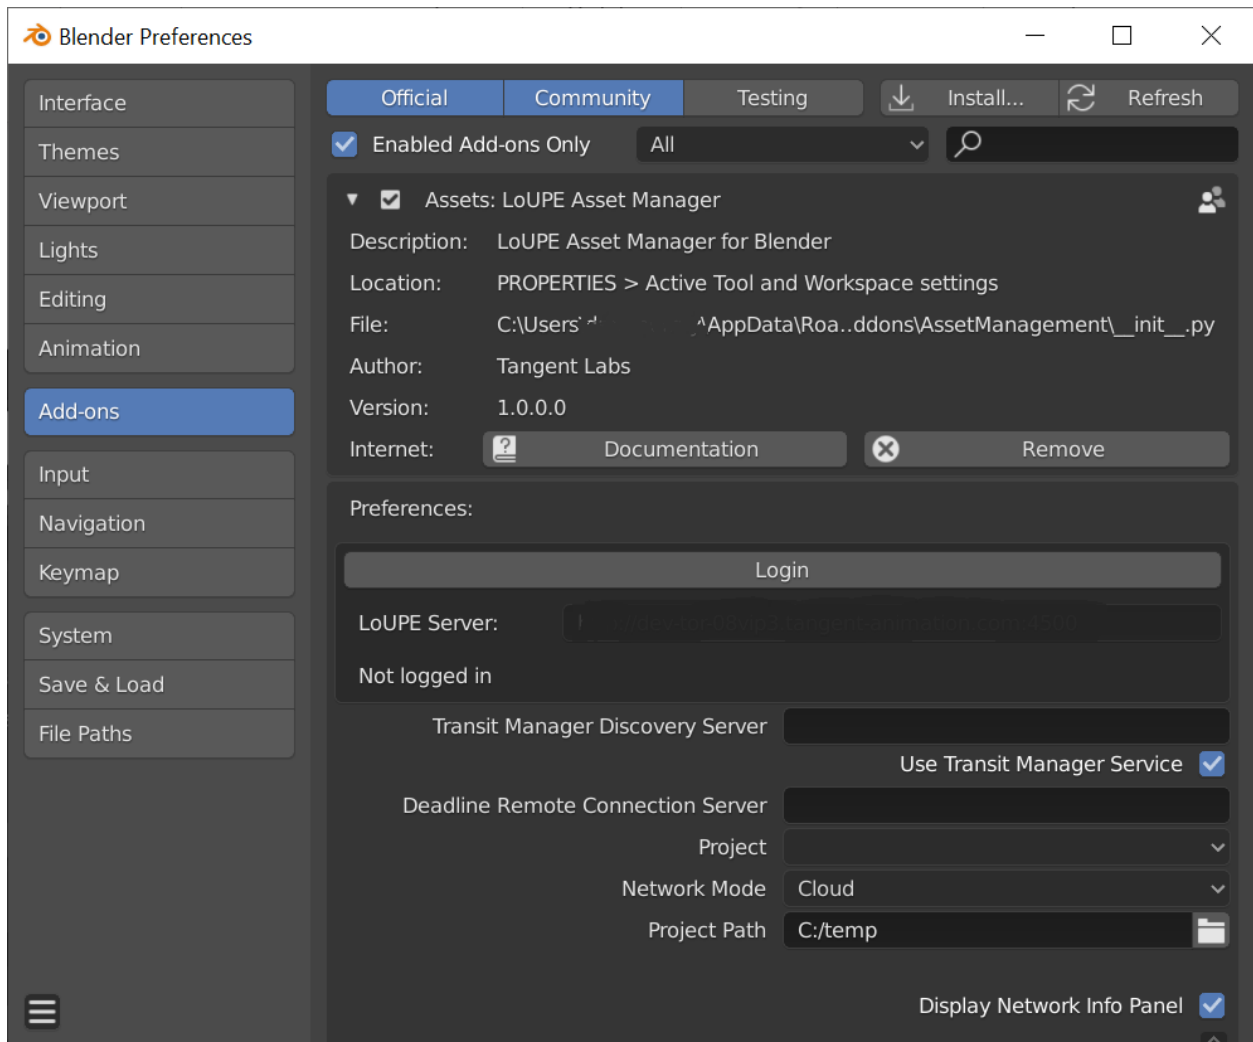 Blender Preferences
Interface
Themes
Viewport
Lights
Editing
Animation
Add-ons
Input
Navigation
Keymap
System
Save & Load
File Paths
Official Community Testing Install... Refresh
Enabled Add-ons Only All
Assets: LoUPE Asset Manager
Description: LoUPE Asset Manager for Blender
Location: PROPERTIES > Active Tool and Workspace settings
File: C:\Users\ \AppData\Roa..ddons\AssetManagement\__init__.py
Author: Tangent Labs
Version: 1.0.0.0
Internet: Documentation Remove
Preferences:
Login
LoUPE Server:
Not logged in
Transit Manager Discovery Server
Use Transit Manager Service
Deadline Remote Connection Server
Project
Network Mode Cloud
Project Path C:/temp
Display Network Info Panel